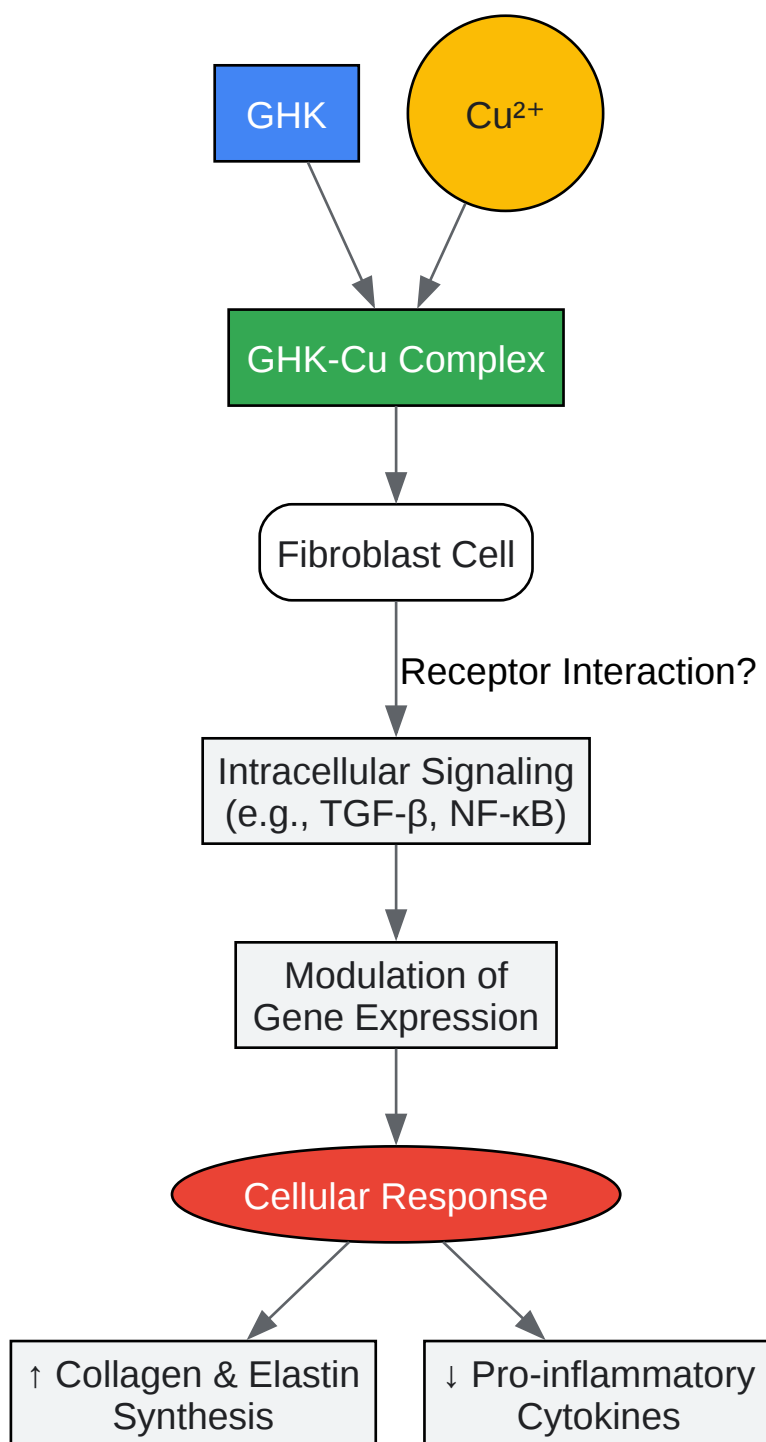 GHK
Cu²⁺
GHK-Cu Complex
Fibroblast Cell
Receptor Interaction?
Intracellular Signaling
(e.g., TGF-β, NF-κB)
Modulation of
Gene Expression
Cellular Response
↑ Collagen & Elastin
Synthesis
↓ Pro-inflammatory
Cytokines